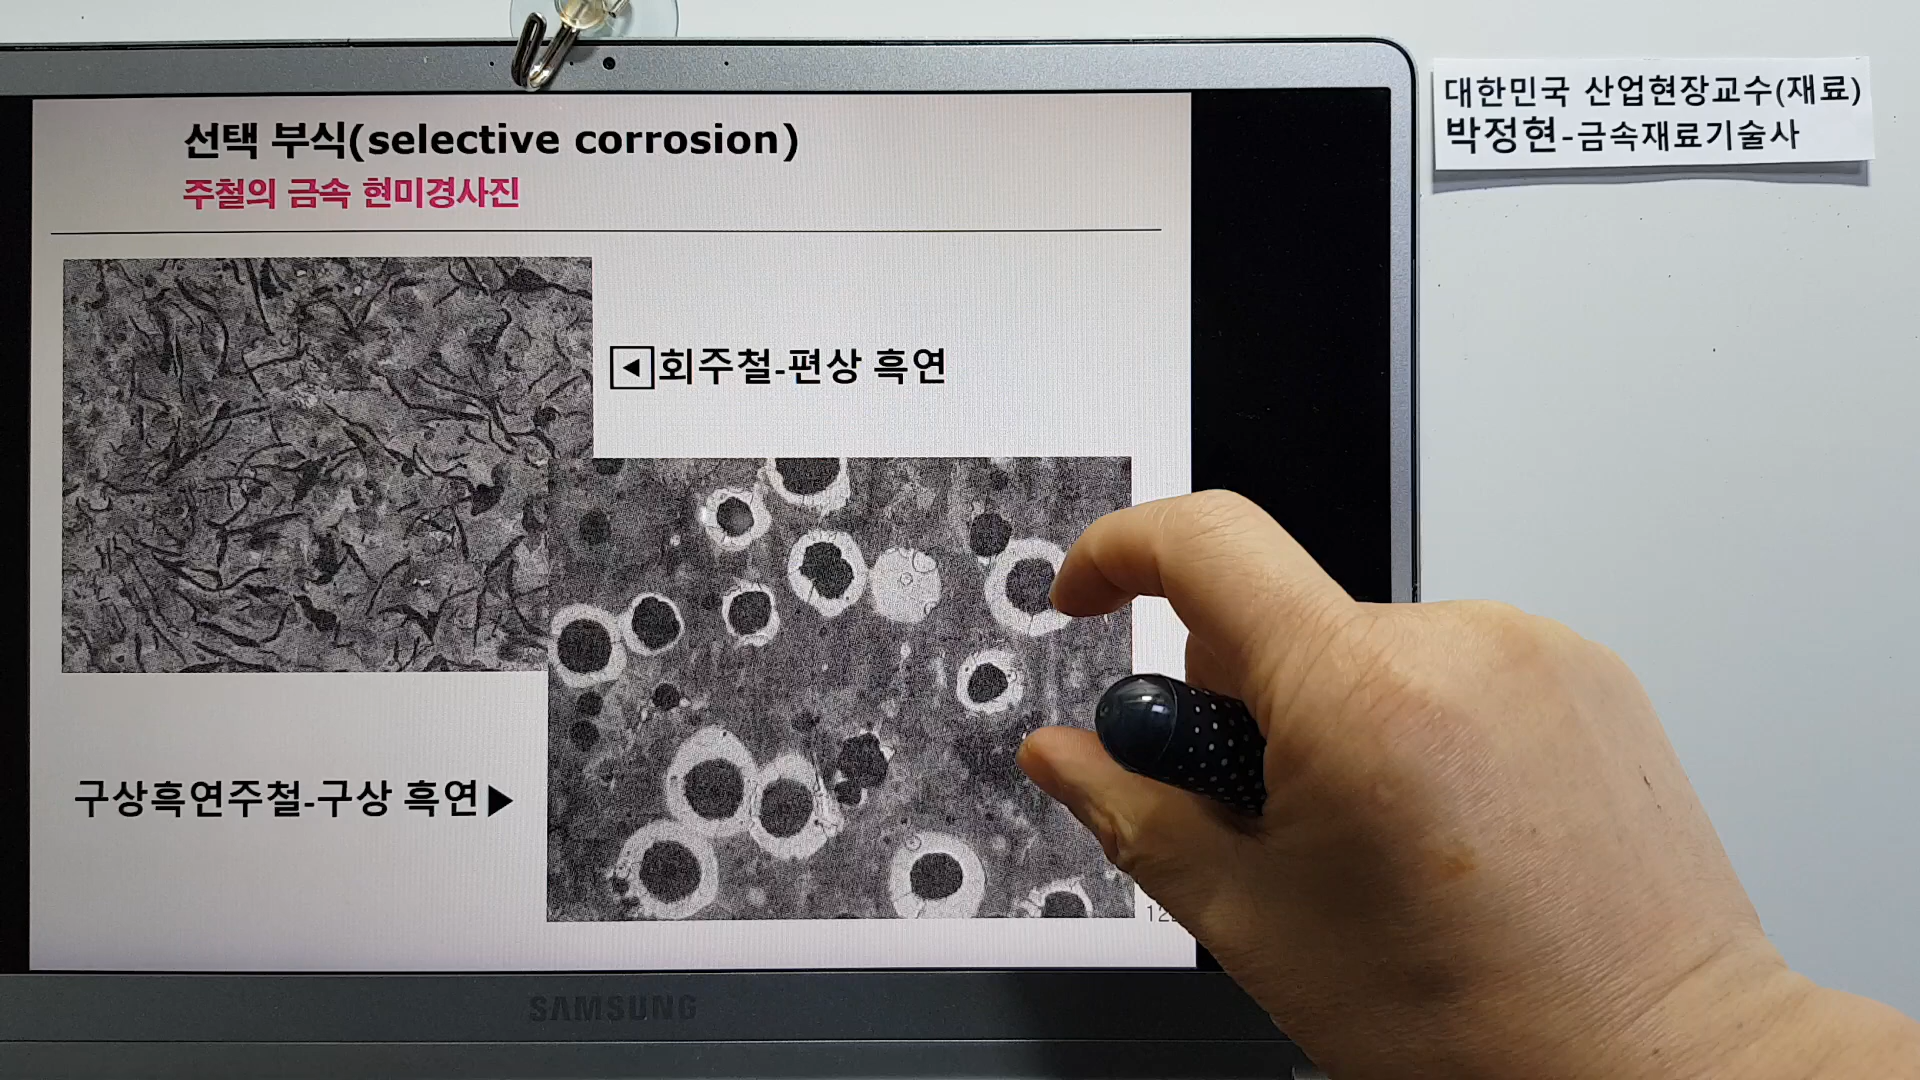 선택 부식(selective corrosion)
주철의 금속 현미경사진
◀회주철-편상 흑연
구상흑연주철-구상 흑연▶
SAMSUNG
대한민국 산업현장교수(재료)
박정현-금속재료기술사